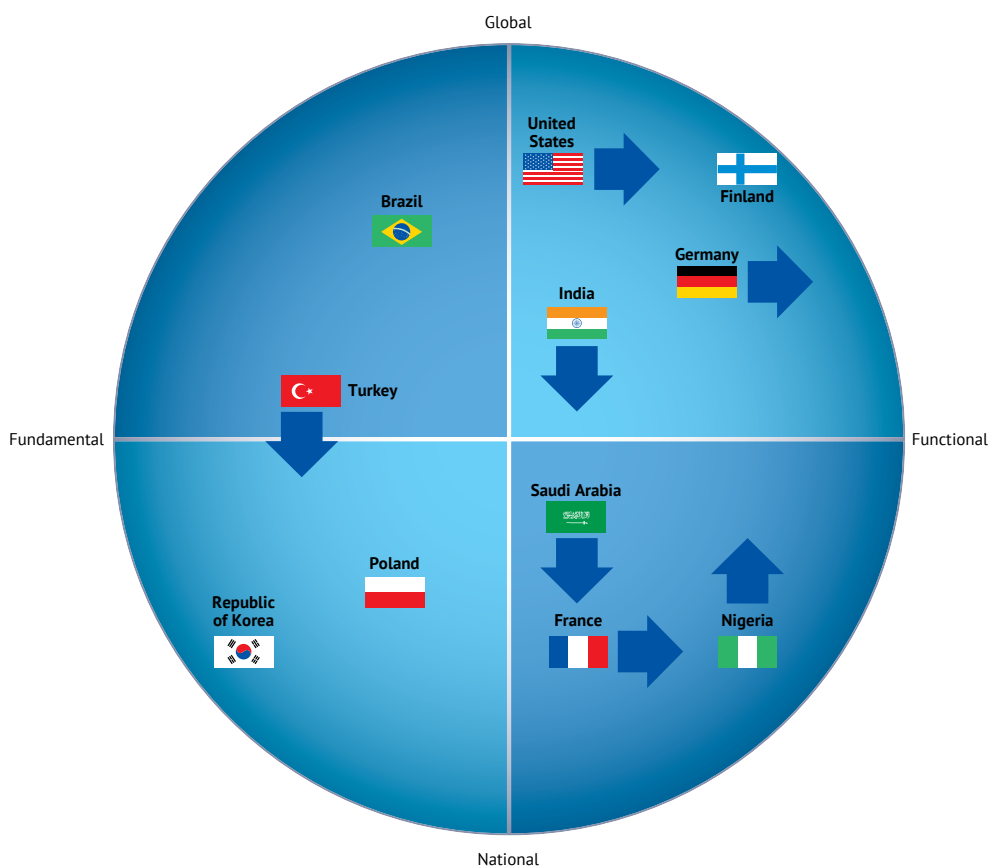 Global
United
States
Finland
Brazil
Germany
India
Turkey
Fundamental
Functional
Saudi Arabia
Poland
Republic
of Korea
France
Nigeria
National